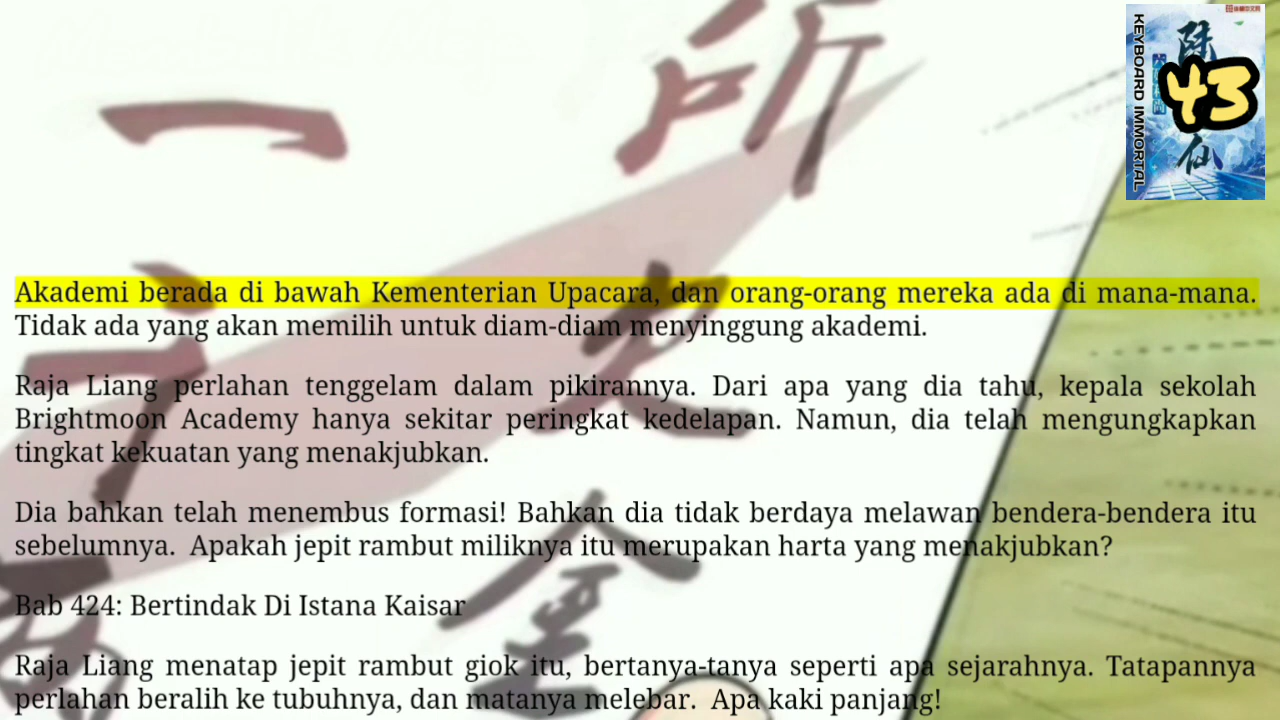 一
所
大
金
KEYBOARD IMMORTAL
仙
43
Akademi berada di bawah Kementerian Upacara, dan orang-orang mereka ada di mana-mana.
Tidak ada yang akan memilih untuk diam-diam menyinggung akademi.
Raja Liang perlahan tenggelam dalam pikirannya. Dari apa yang dia tahu, kepala sekolah
Brightmoon Academy hanya sekitar peringkat kedelapan. Namun, dia telah mengungkapkan
tingkat kekuatan yang menakjubkan.
Dia bahkan telah menembus formasi! Bahkan dia tidak berdaya melawan bendera-bendera itu
sebelumnya. Apakah jepit rambut miliknya itu merupakan harta yang menakjubkan?
Bab 424: Bertindak Di Istana Kaisar
Raja Liang menatap jepit rambut giok itu, bertanya-tanya seperti apa sejarahnya. Tatapannya
perlahan beralih ke tubuhnya, dan matanya melebar. Apa kaki panjang!